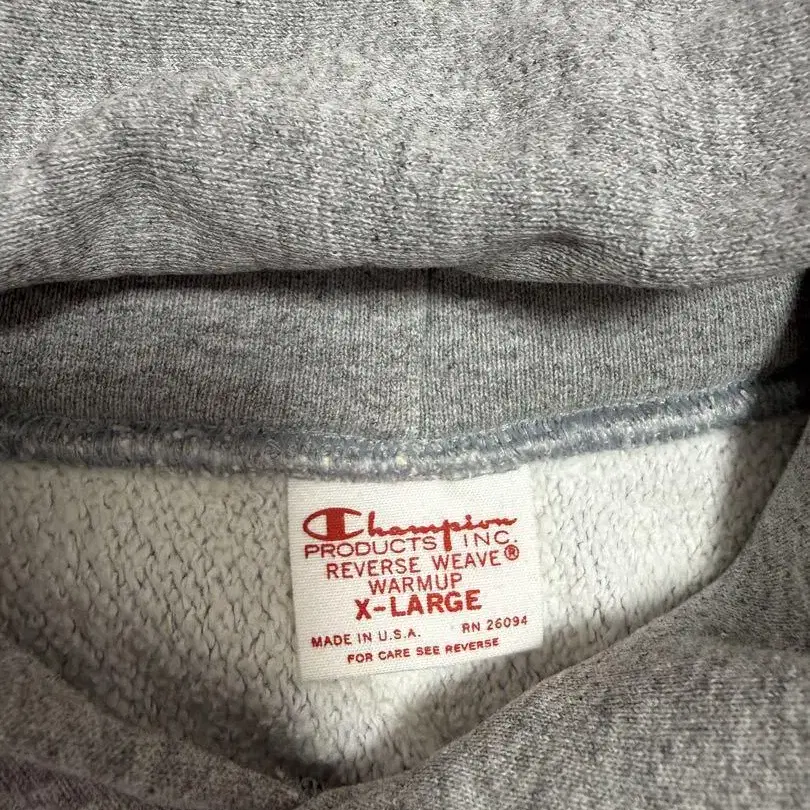 Champion
PRODUCTS INC.
REVERSE WEAVE®
WARMUP
X-LARGE
MADE IN U.S.A. RN 26094
FOR CARE SEE REVERSE